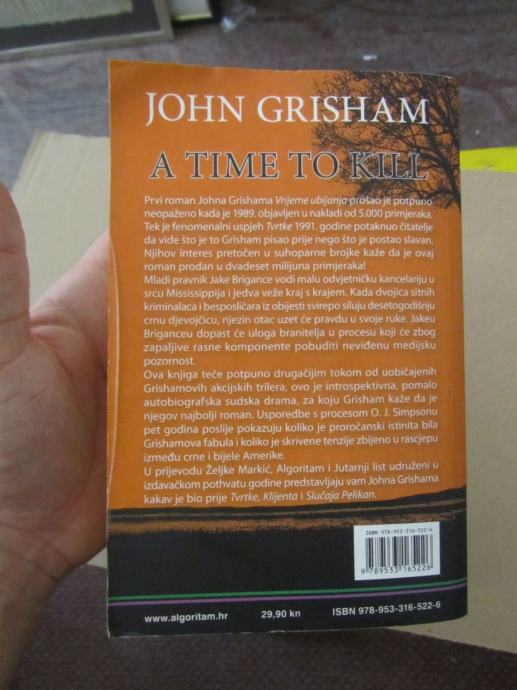 JOHN GRISHAM
A TIME TO KILL
Prvi roman Johna Grishama Vrijeme ubijanja prošao je potpuno
neopaženo kada je 1989. objavljen u nakladi od 5.000 primjeraka.
Tek je fenomenalni uspjeh Tvrtke 1991. godine potaknuo čitatelje
da vide što je to Grisham pisao prije nego što je postao slavan.
Njihov interes pretočen u suhoparne brojke kaže da je ovaj
roman prodan u dvadeset milijuna primjeraka!
Mladi pravnik Jake Brigance vodi malu odvjetničku kancelariju u
srcu Mississippija i jedva veže kraj s krajem. Kada dvojica sitnih
kriminalaca i besposličara iz obijesti svirepo siluju desetogodišnju
crnu djevojčicu, njezin otac uzet će pravdu u svoje ruke. Jakeu
Briganceu dopast će uloga branitelja u procesu koji će zbog
zapaljive rasne komponente pobuditi neviđenu medijsku
pozornost.
Ova knjiga teče potpuno drugačijim tokom od uobičajenih
Grishamovih akcijskih trilera, ovo je introspektivna, pomalo
autobiografska sudska drama, za koju Grisham kaže da je
njegov najbolji roman. Usporedbe s procesom O. J. Simpsonu
pet godina poslije pokazuju koliko je proročanski istinita bila
Grishamova fabula i koliko je skrivene tenzije zbijeno u rascjepu
između crne i bijele Amerike.
U prijevodu Željke Markić, Algoritam i Jutarnji list udruženi u
izdavačkom pothvatu godine predstavljaju vam Johna Grishama
kakav je bio prije Tvrtke, Klijenta i Slučaja Pelikan.
ISBN 978-953-316-522-6
9 789533 165226
www.algoritam.hr 29,90 kn ISBN 978-953-316-522-6